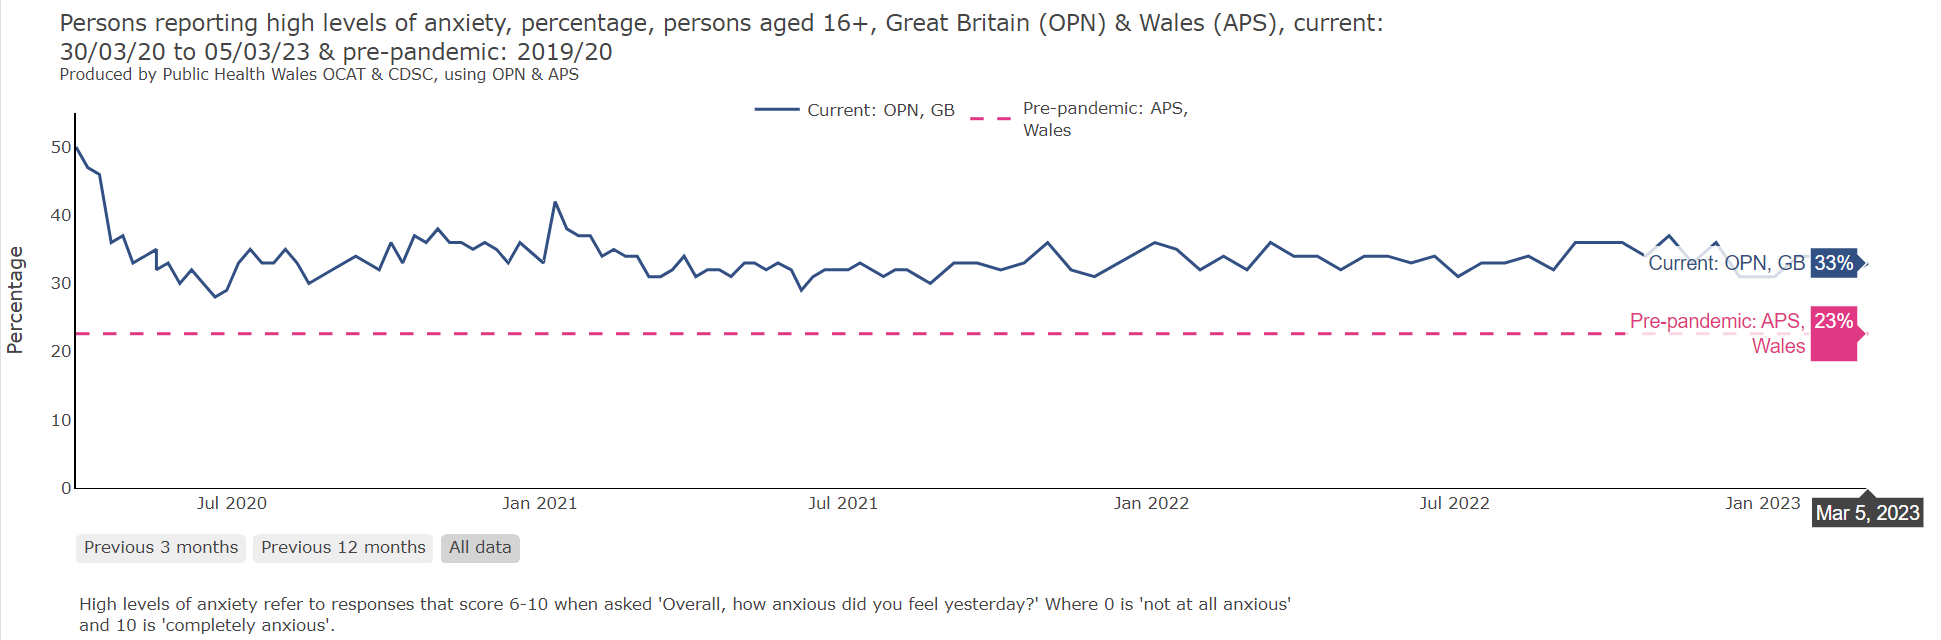 Persons reporting high levels of anxiety, percentage, persons aged 16+, Great Britain (OPN) & Wales (APS), current:
30/03/20 to 05/03/23 & pre-pandemic: 2019/20
Produced by Public Health Wales OCAT & CDSC, using OPN & APS
Current: OPN, GB
Pre-pandemic: APS,
Wales
Percentage
50
40
30
20
10
0
Current: OPN, GB 33%
Pre-pandemic: APS, 23%
Wales
Jul 2020
Jan 2021
Jul 2021
Jan 2022
Jul 2022
Jan 2023
Mar 5, 2023
Previous 3 months
Previous 12 months
All data
High levels of anxiety refer to responses that score 6-10 when asked 'Overall, how anxious did you feel yesterday?' Where 0 is 'not at all anxious'
and 10 is 'completely anxious'.